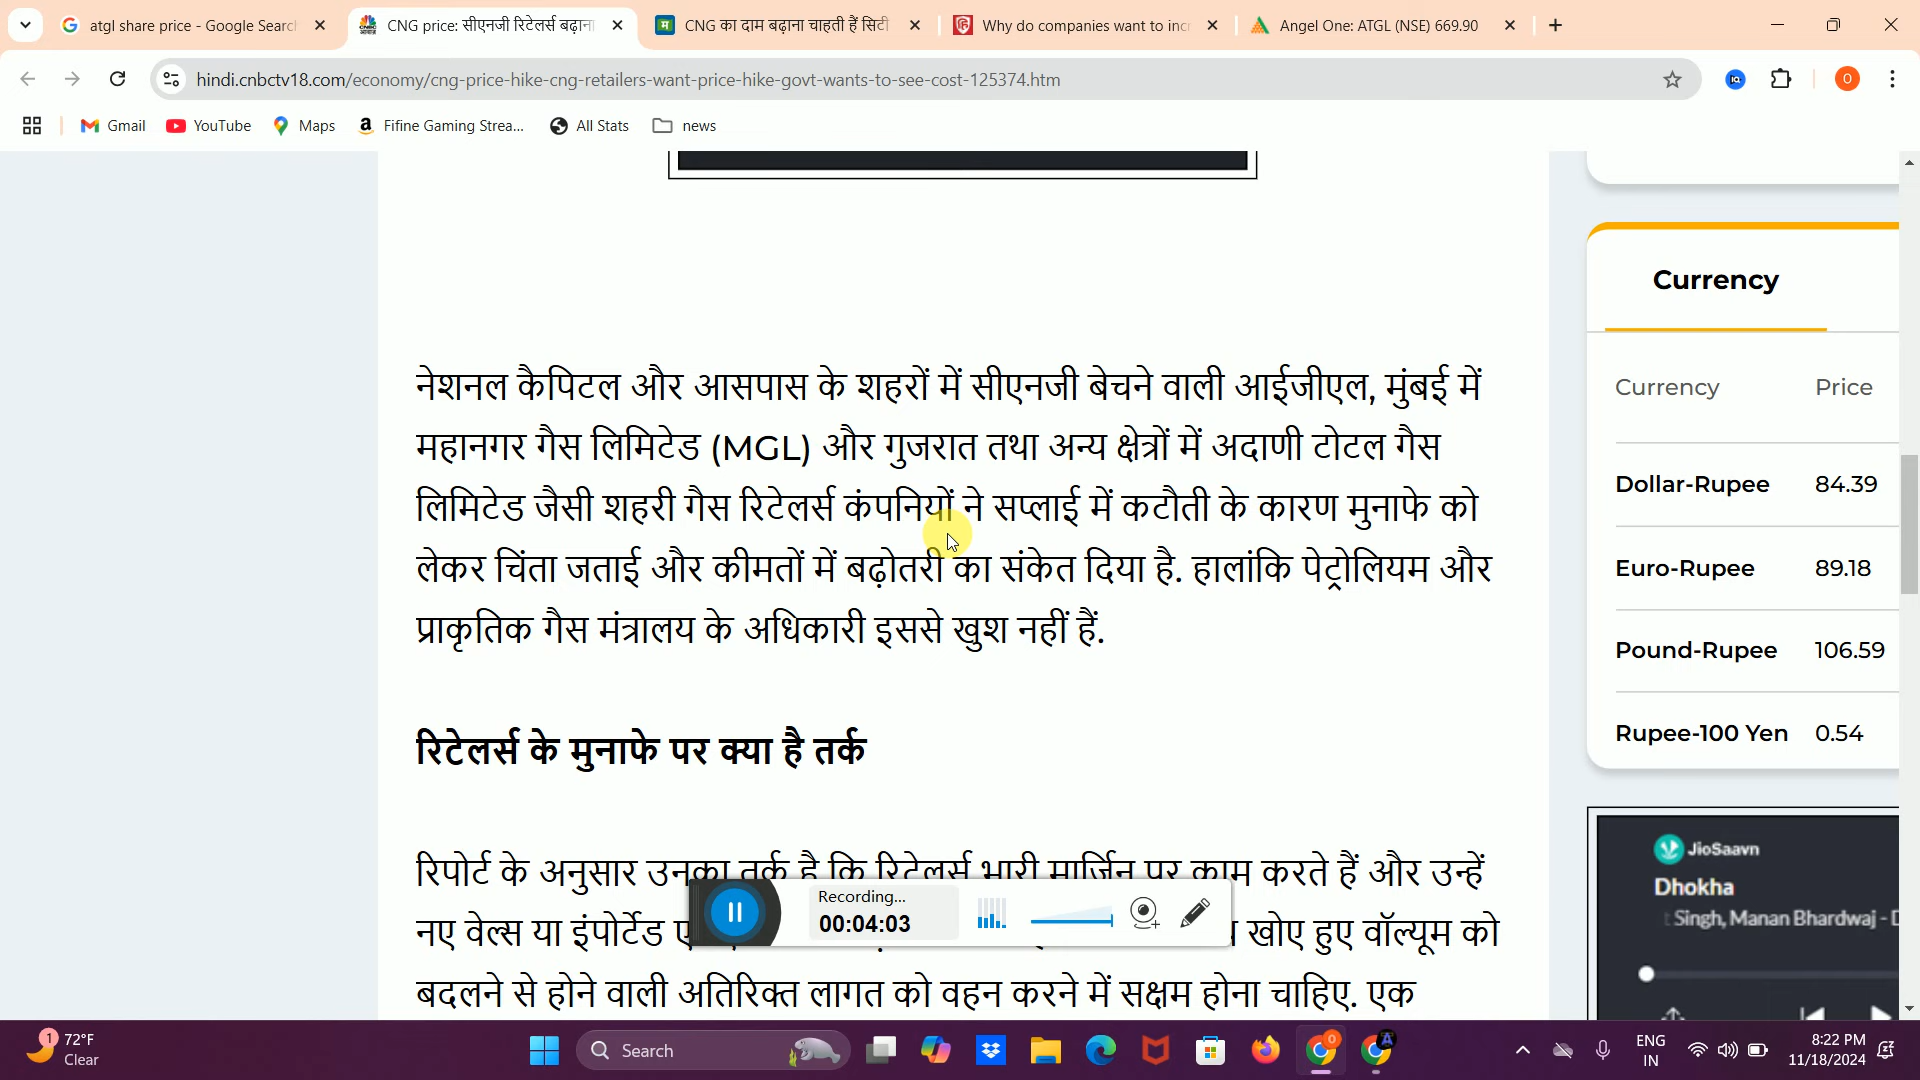 atgl share price - Google Search
CNG price: सीएनजी रिटेलर्स बढ़ाना
CNG का दाम बढ़ाना चाहती हैं सिटी
Why do companies want to incr
Angel One: ATGL (NSE) 669.90
hindi.cnbctv18.com/economy/cng-price-hike-cng-retailers-want-price-hike-govt-wants-to-see-cost-125374.htm
O
Gmail
YouTube
Maps
Fifine Gaming Strea...
All Stats
news
नेशनल कैपिटल और आसपास के शहरों में सीएनजी बेचने वाली आईजीएल, मुंबई में
महानगर गैस लिमिटेड (MGL) और गुजरात तथा अन्य क्षेत्रों में अदाणी टोटल गैस
लिमिटेड जैसी शहरी गैस रिटेलर्स कंपनियों ने सप्लाई में कटौती के कारण मुनाफे को
लेकर चिंता जताई और कीमतों में बढ़ोतरी का संकेत दिया है. हालांकि पेट्रोलियम और
प्राकृतिक गैस मंत्रालय के अधिकारी इससे खुश नहीं हैं.
रिटेलर्स के मुनाफे पर क्या है तर्क
रिपोर्ट के अनुसार उनका तर्क है कि रिटेलर्स भारी मार्जिन पर काम करते हैं और उन्हें
नए वेल्स या इंपोर्टेड खोए हुए वॉल्यूम को
बदलने से होने वाली अतिरिक्त लागत को वहन करने में सक्षम होना चाहिए. एक
Currency
Currency Price
Dollar-Rupee 84.39
Euro-Rupee 89.18
Pound-Rupee 106.59
Rupee-100 Yen 0.54
JioSaavn
Dhokha
Singh, Manan Bhardwaj -
Recording...
00:04:03
1
72°F
Clear
Search
ENG
IN
8:22 PM
11/18/2024